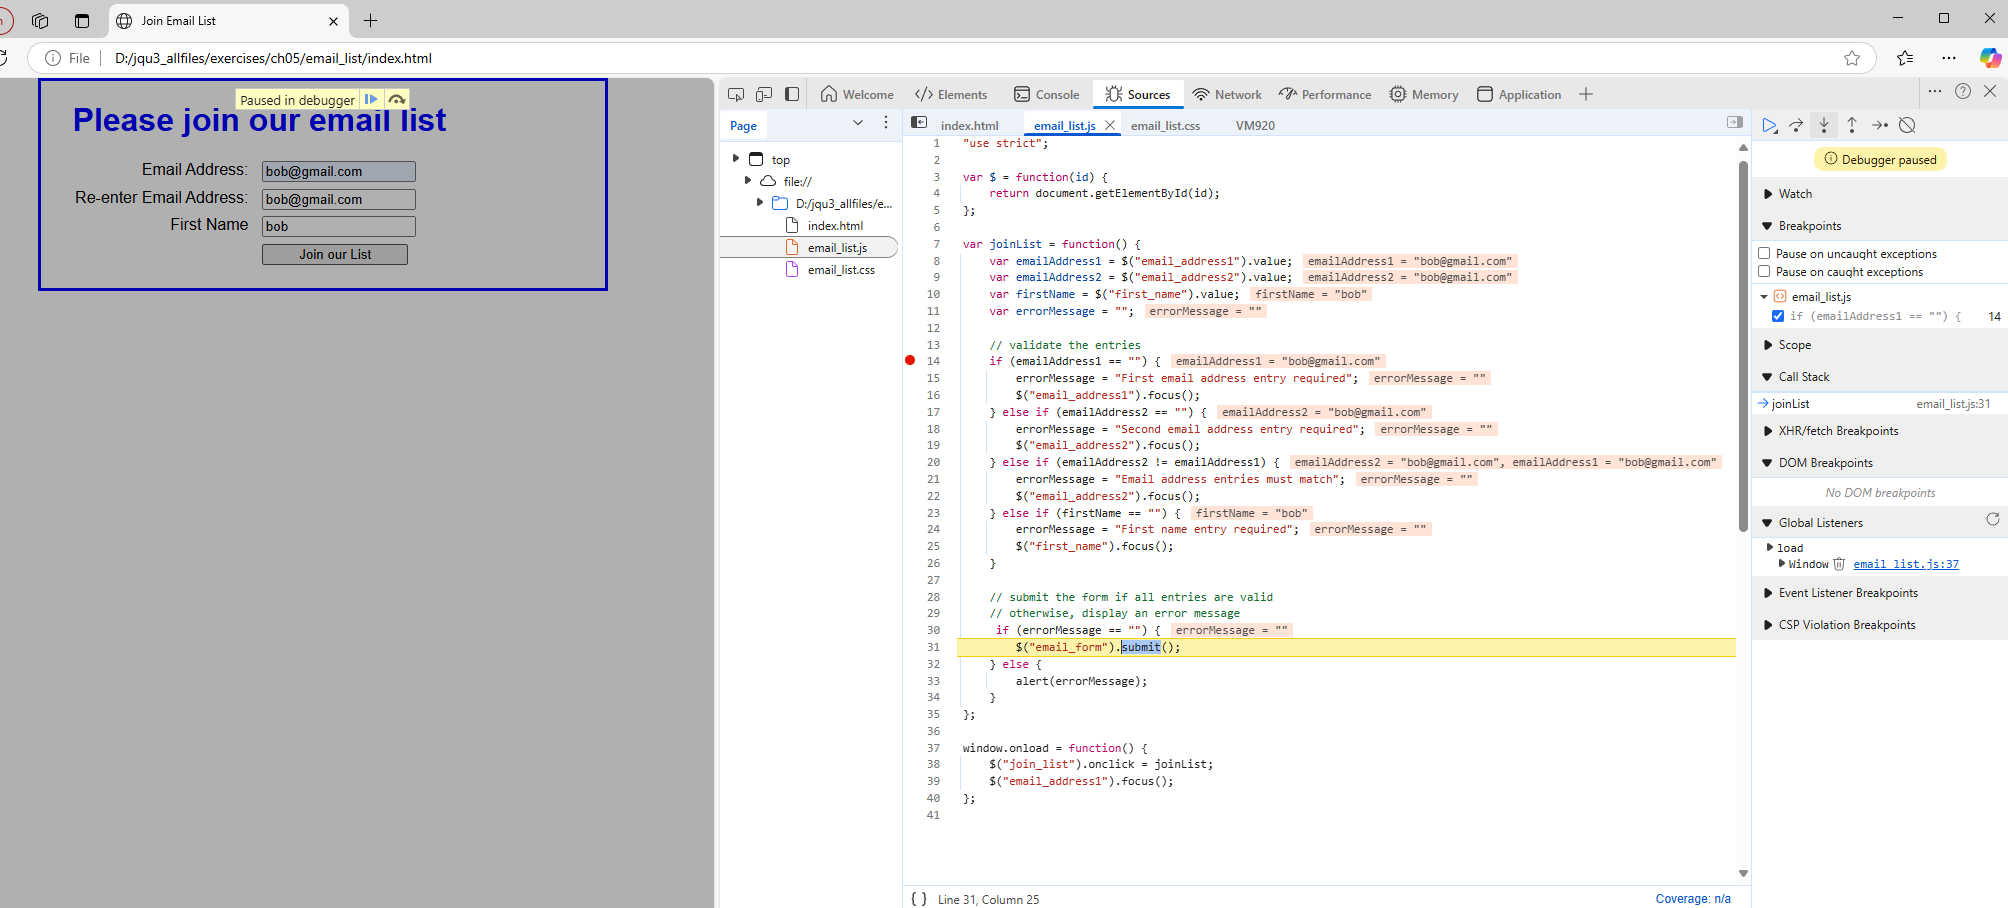 Join Email List
File
D:/jqu3_allfiles/exercises/ch05/email_list/index.html
Paused in debugger
Please join our email list
Email Address: bob@gmail.com
Re-enter Email Address: bob@gmail.com
First Name bob
Join our List
Welcome Elements Console Sources Network Performance Memory Application
Page
top
file://
D:/jqu3_allfiles/e...
index.html
email_list.js
email_list.css
index.html email_list.js email_list.css VM920
1 "use strict";
2
3 var $ = function(id) {
4 return document.getElementById(id);
5 };
6
7 var joinList = function() {
8 var emailAddress1 = $("email_address1").value; emailAddress1 = "bob@gmail.com"
9 var emailAddress2 = $("email_address2").value; emailAddress2 = "bob@gmail.com"
10 var firstName = $("first_name").value; firstName = "bob"
11 var errorMessage = ""; errorMessage = ""
12
13 // validate the entries
14 if (emailAddress1 == "") { emailAddress1 = "bob@gmail.com"
15 errorMessage = "First email address entry required"; errorMessage = ""
16 $("email_address1").focus();
17 } else if (emailAddress2 == "") { emailAddress2 = "bob@gmail.com"
18 errorMessage = "Second email address entry required"; errorMessage = ""
19 $("email_address2").focus();
20 } else if (emailAddress2 != emailAddress1) { emailAddress2 = "bob@gmail.com", emailAddress1 = "bob@gmail.com"
21 errorMessage = "Email address entries must match"; errorMessage = ""
22 $("email_address2").focus();
23 } else if (firstName == "") { firstName = "bob"
24 errorMessage = "First name entry required"; errorMessage = ""
25 $("first_name").focus();
26 }
27
28 // submit the form if all entries are valid
29 // otherwise, display an error message
30 if (errorMessage == "") { errorMessage = ""
31 $("email_form").submit();
32 } else {
33 alert(errorMessage);
34 }
35 };
36
37 window.onload = function() {
38 $("join_list").onclick = joinList;
39 $("email_address1").focus();
40 };
41
{ } Line 31, Column 25
Coverage: n/a
Debugger paused
Watch
Breakpoints
Pause on uncaught exceptions
Pause on caught exceptions
email_list.js
if (emailAddress1 == "") { 14
Scope
Call Stack
joinList email_list.js:31
XHR/fetch Breakpoints
DOM Breakpoints
No DOM breakpoints
Global Listeners
load
Window email_list.js:37
Event Listener Breakpoints
CSP Violation Breakpoints